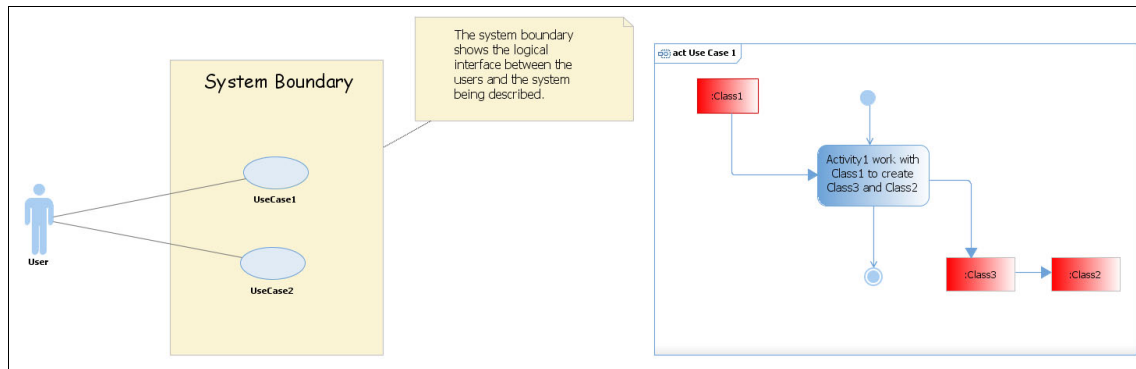 System Boundary
UseCase1
UseCase2
User
The system boundary
shows the logical
interface between the
users and the system
being described.
act Use Case 1
:Class1
Activity1 work with
Class1 to create
Class3 and Class2
:Class3
:Class2